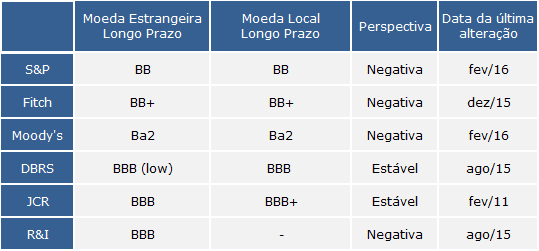 Moeda Estrangeira Longo Prazo Moeda Local Longo Prazo Perspectiva Data da última alteração
S&P BB BB Negativa fev/16
Fitch BB+ BB+ Negativa dez/15
Moody's Ba2 Ba2 Negativa fev/16
DBRS BBB (low) BBB Estável ago/15
JCR BBB BBB+ Estável fev/11
R&I BBB - Negativa ago/15